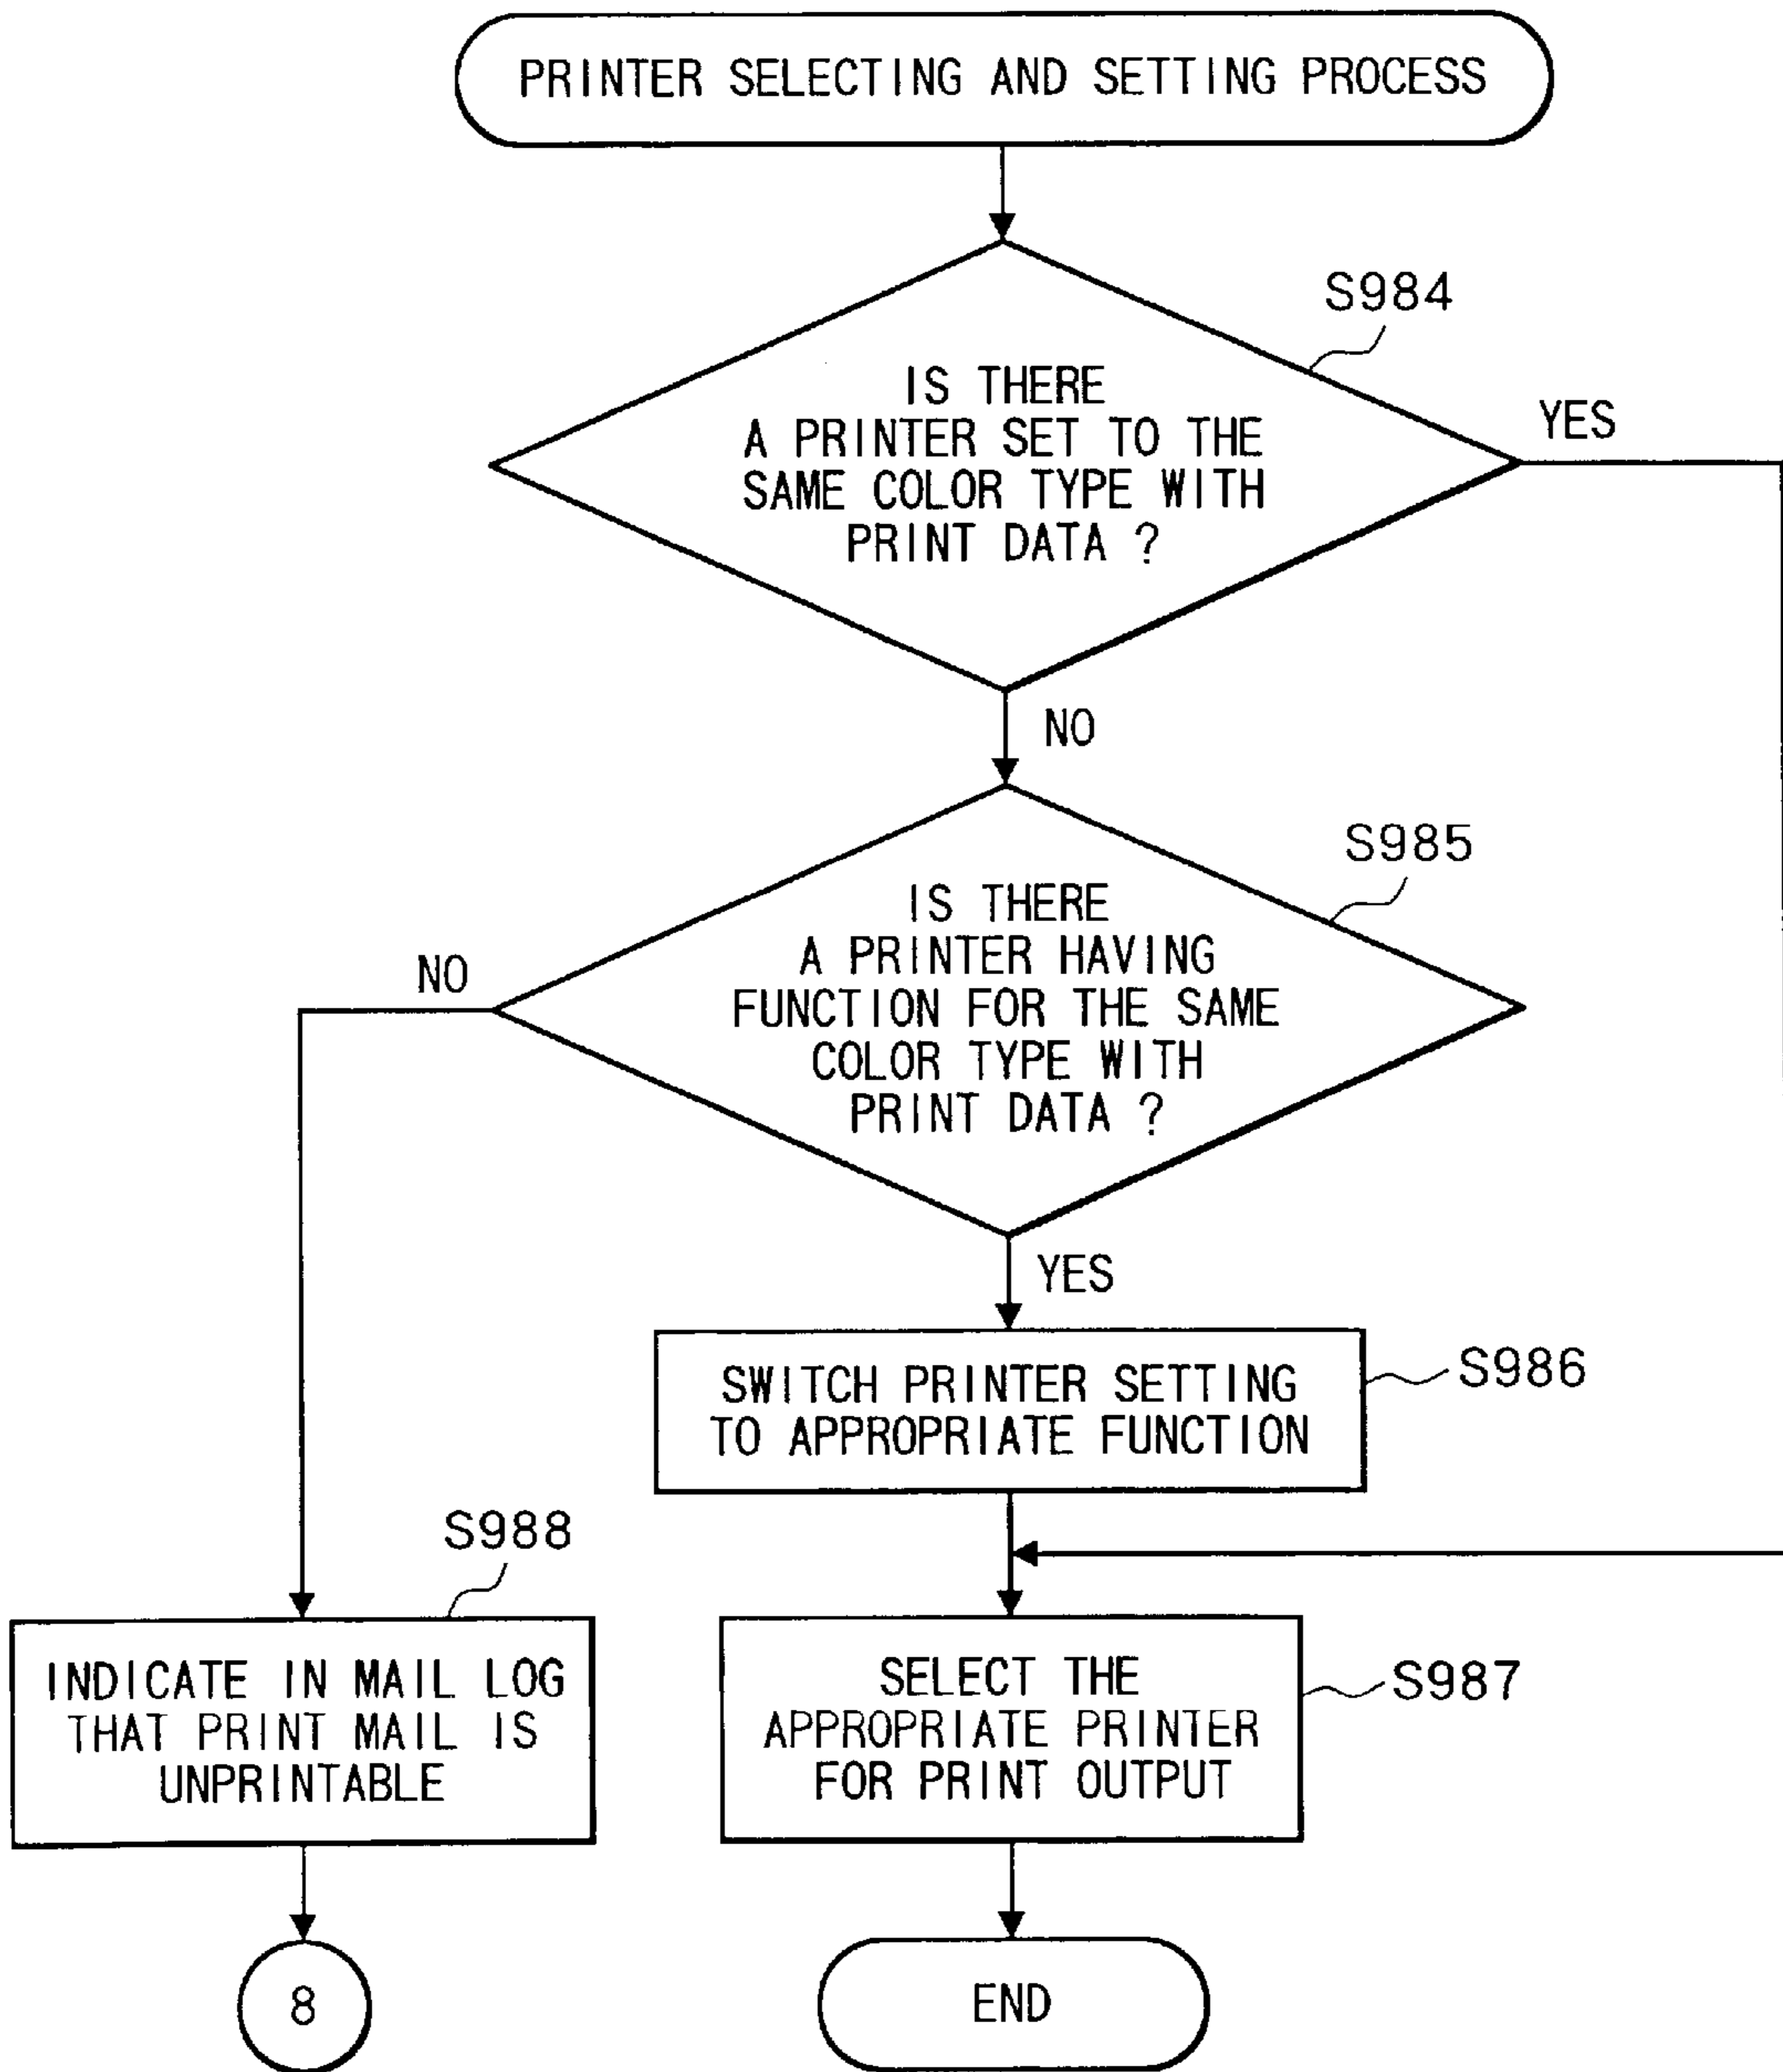 PRINTER SELECTING AND SETTING PROCESS
S984
IS THERE
A PRINTER SET TO THE
SAME COLOR TYPE WITH
PRINT DATA ?
YES
NO
S985
IS THERE
A PRINTER HAVING
FUNCTION FOR THE SAME
COLOR TYPE WITH
PRINT DATA ?
NO
YES
SWITCH PRINTER SETTING
TO APPROPRIATE FUNCTION
S986
S988
INDICATE IN MAIL LOG
THAT PRINT MAIL IS
UNPRINTABLE
SELECT THE
APPROPRIATE PRINTER
FOR PRINT OUTPUT
S987
8
END